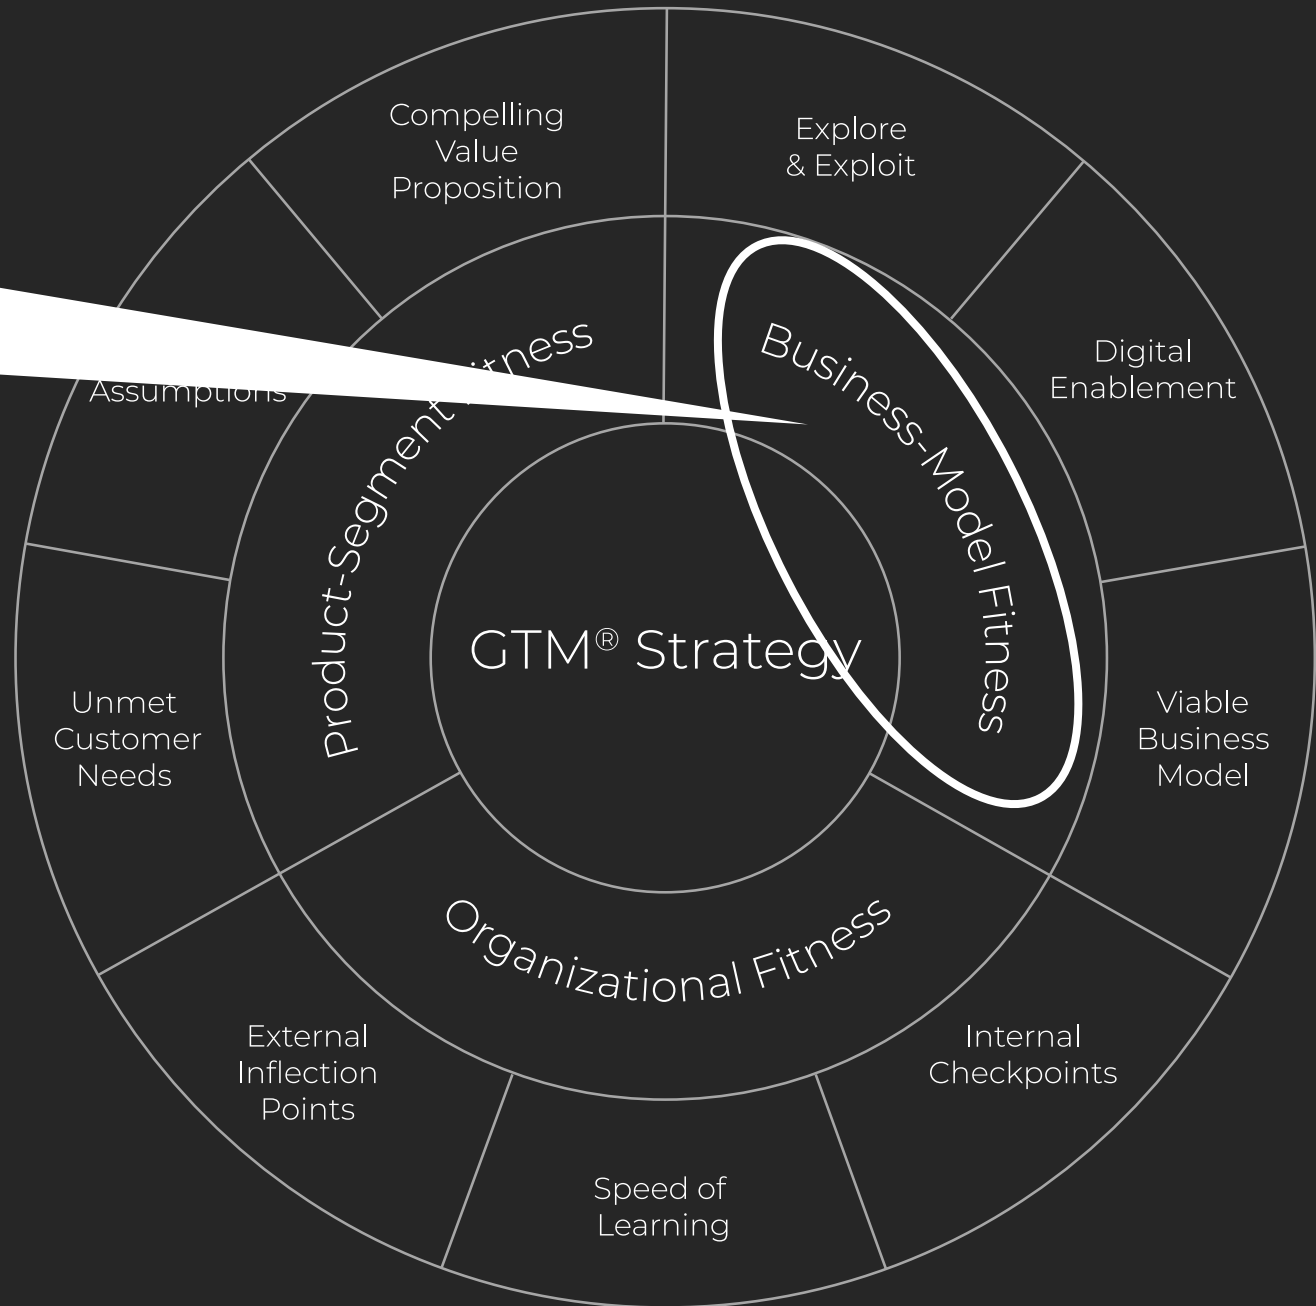 Compelling
Value
Proposition
Explore
& Exploit
Digital
Enablement
Viable
Business
Model
Internal
Checkpoints
Speed of
Learning
External
Inflection
Points
Unmet
Customer
Needs
Assumptions
Product-Segment Fitness
Business-Model Fitness
Organizational Fitness
GTM® Strategy